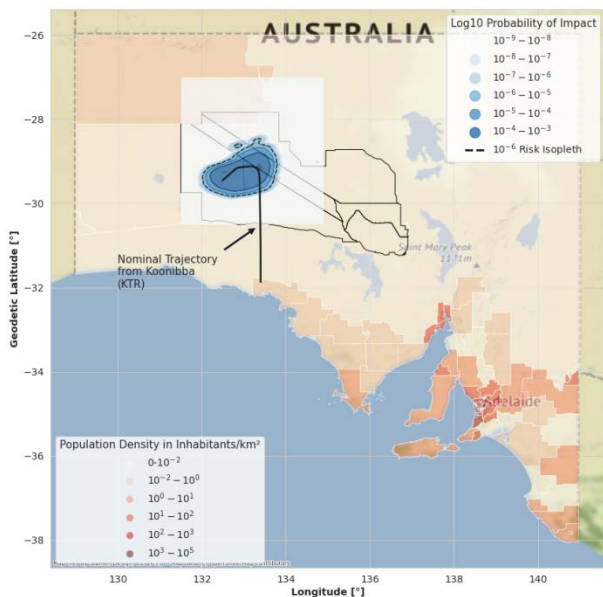 AUSTRALIA
Log10 Probability of Impact
10⁻⁹ − 10⁻⁸
10⁻⁸ − 10⁻⁷
10⁻⁷ − 10⁻⁶
10⁻⁶ − 10⁻⁵
10⁻⁵ − 10⁻⁴
10⁻⁴ − 10⁻³
10⁻⁶ Risk Isopleth
−26
−28
−30
−32
−34
−36
−38
Geodetic Latitude [°]
Nominal Trajectory
from Koonibba
(KTR)
Saint Mary Peak
1171m
Adelaide
Population Density in Inhabitants/km²
0-10⁻²
10⁻² − 10⁰
10⁰ − 10¹
10¹ − 10²
10² − 10³
10³ − 10⁵
130
132
134
136
138
140
Longitude [°]